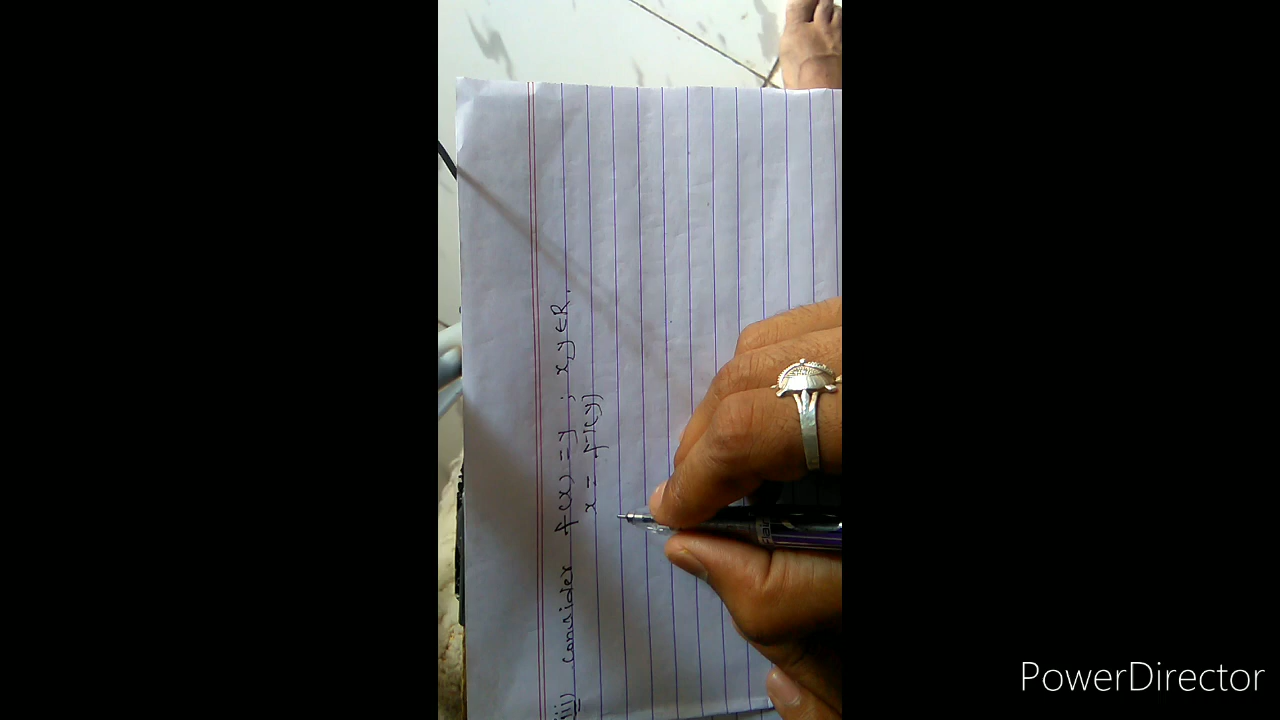 iii) consider f(x) = y ; x,y ∈ R.
x = f⁻¹(y)
PowerDirector